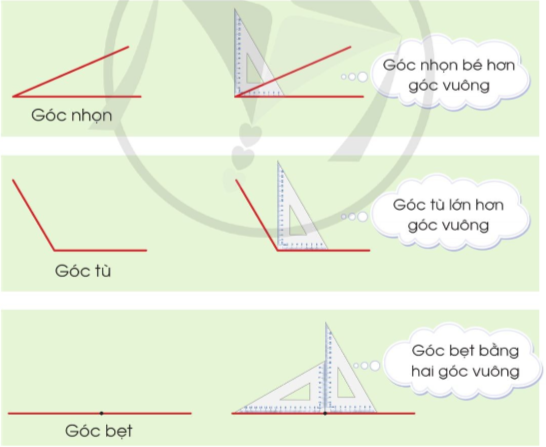 Góc nhọn
Góc nhọn bé hơn
góc vuông
Góc tù
Góc tù lớn hơn
góc vuông
Góc bẹt
Góc bẹt bằng
hai góc vuông